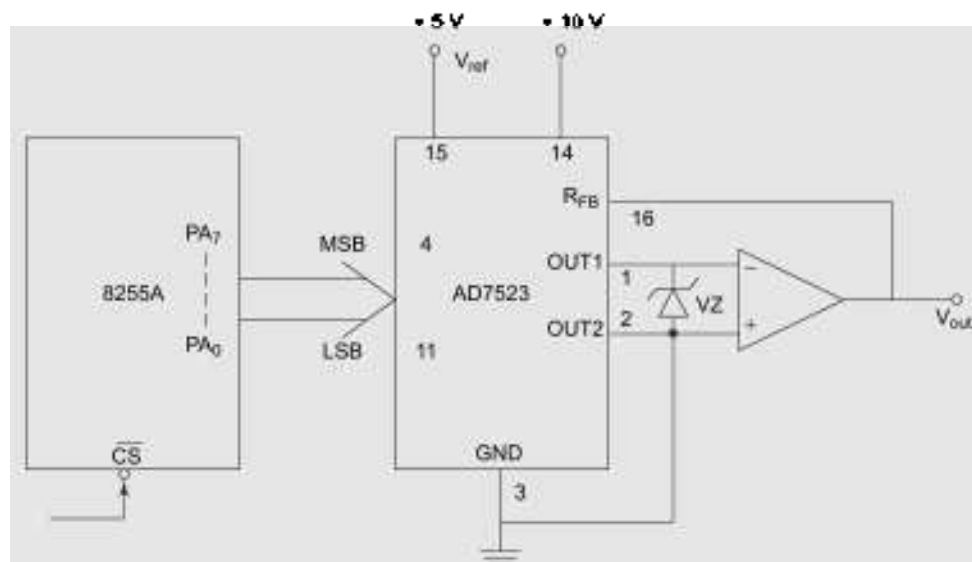 + 5 V
+ 10 V
Vref
15
14
RFB
16
PA7
MSB
4
OUT1
1
8255A
AD7523
VZ
−
+
OUT2
2
Vout
PA0
LSB
11
GND
CS
3